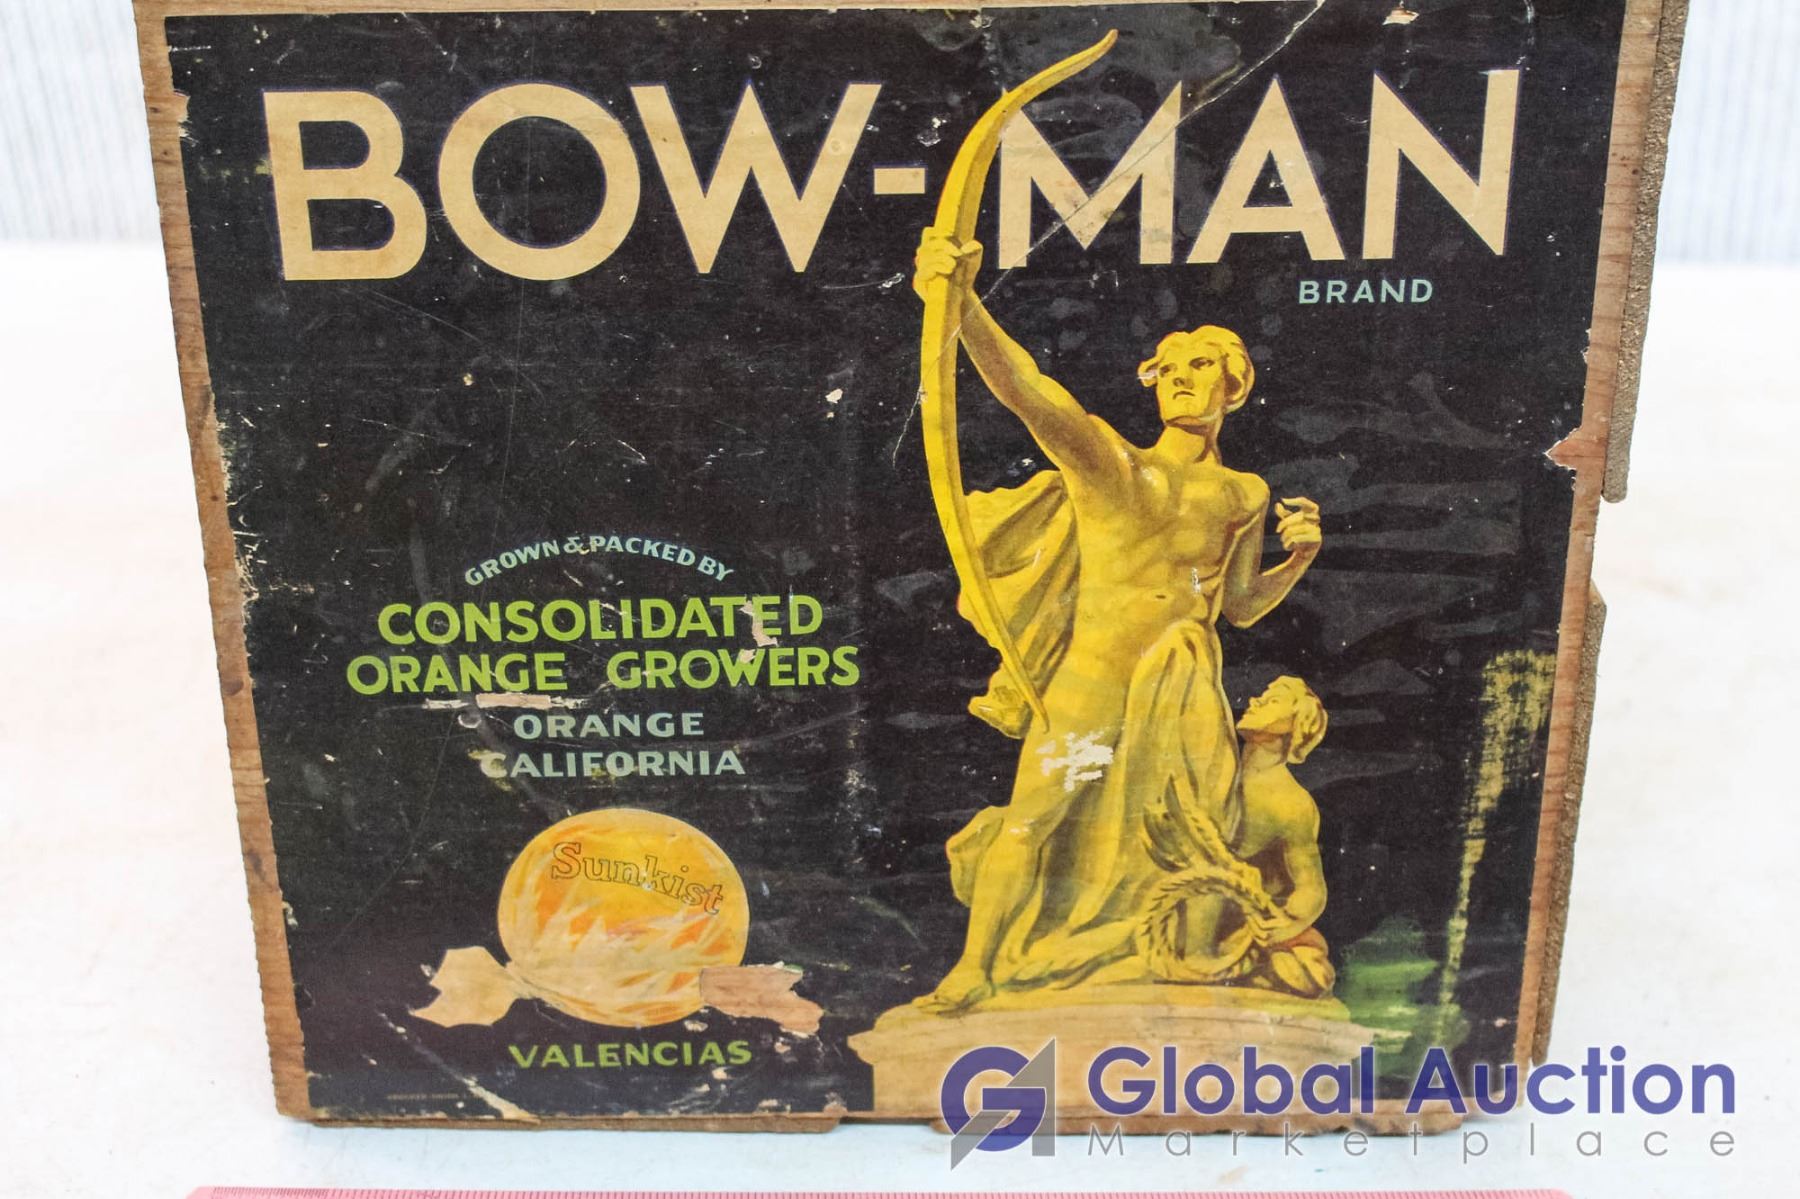 BOW-MAN
BRAND
GROWN & PACKED BY
CONSOLIDATED
ORANGE GROWERS
ORANGE
CALIFORNIA
Sunkist
VALENCIAS
Global Auction
Marketplace